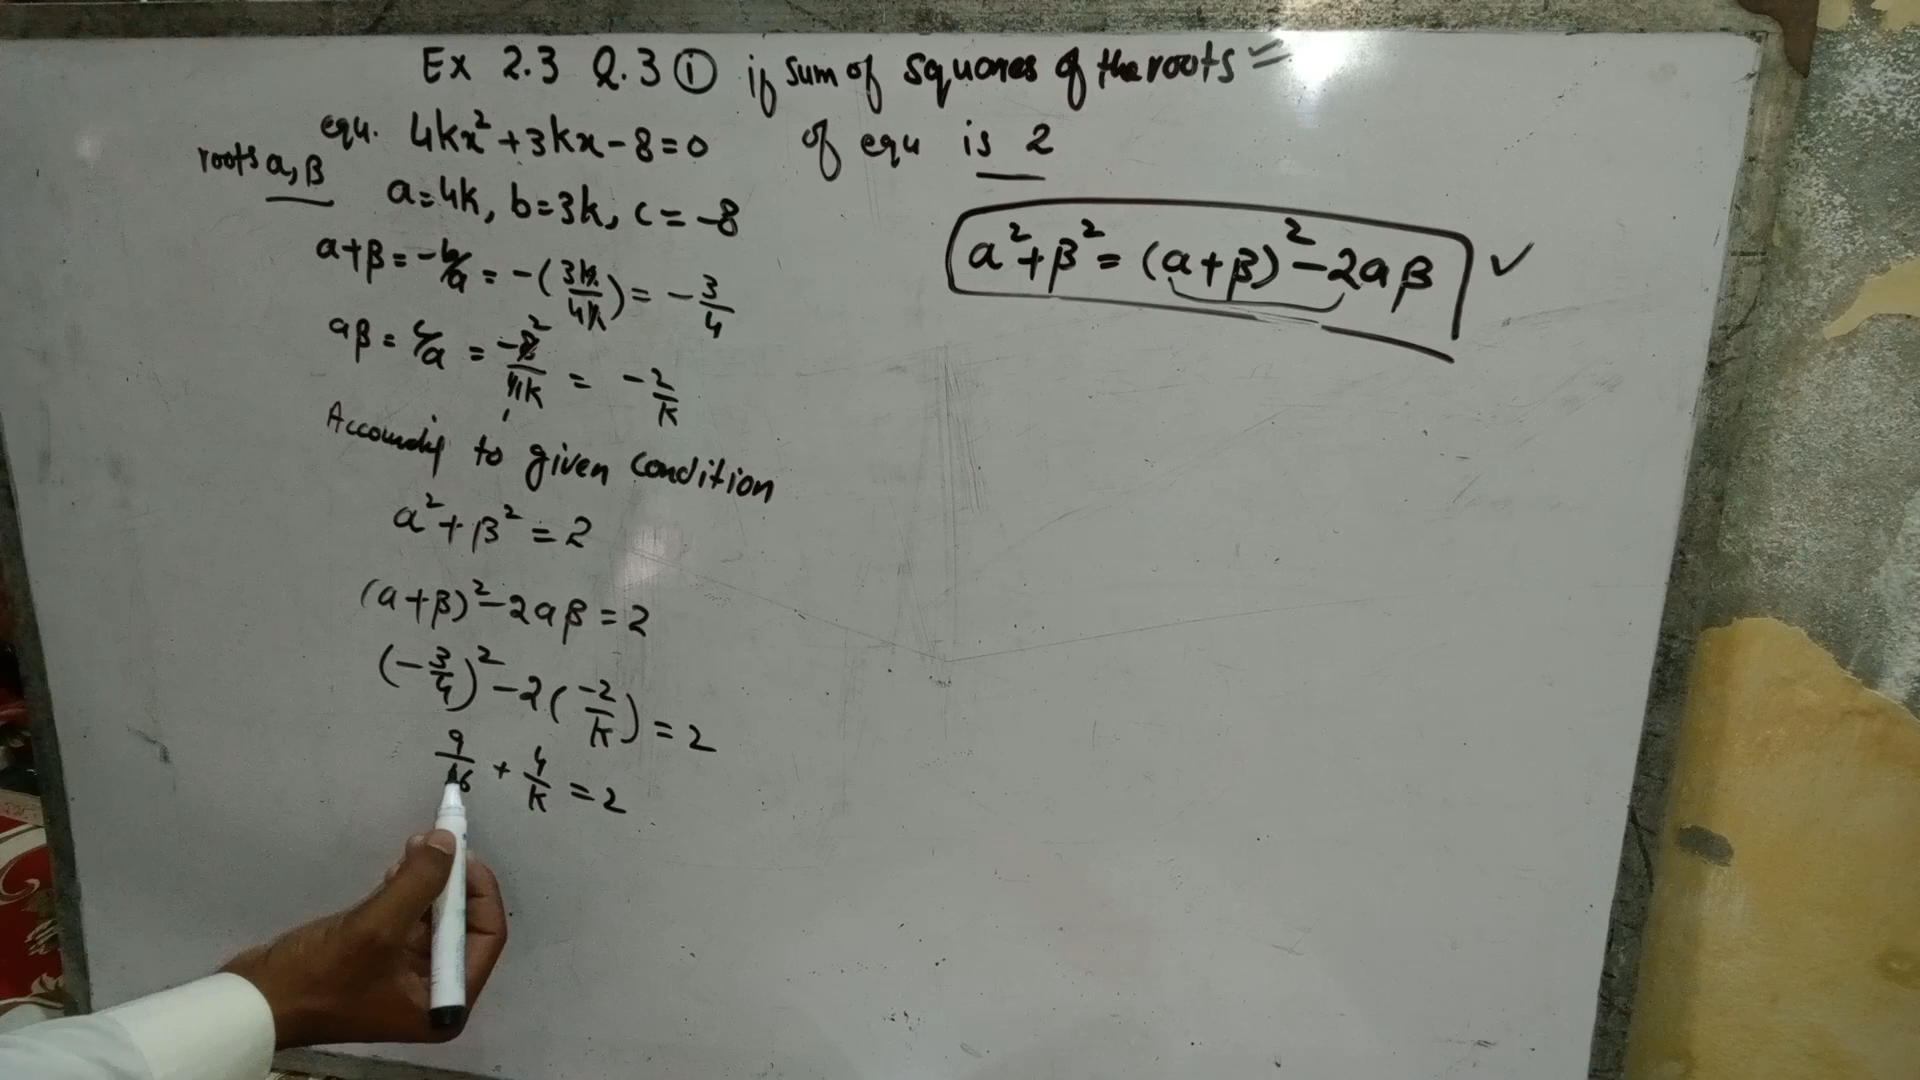 Ex 2.3 Q.3 ① if sum of squares of the roots
equ. 4kx²+3kx-8=0 of equ is 2
roots α,β
a=4k, b=3k, c=-8
α²+β²=(α+β)²-2αβ ✓
α+β=-b/a=-(3k/4k)=-3/4
αβ=c/a=-8/4k 2 1=-2/k
According to given condition
α²+β²=2
(α+β)²-2αβ=2
(-3/4)²-2(-2/k)=2
9/16+4/k=2